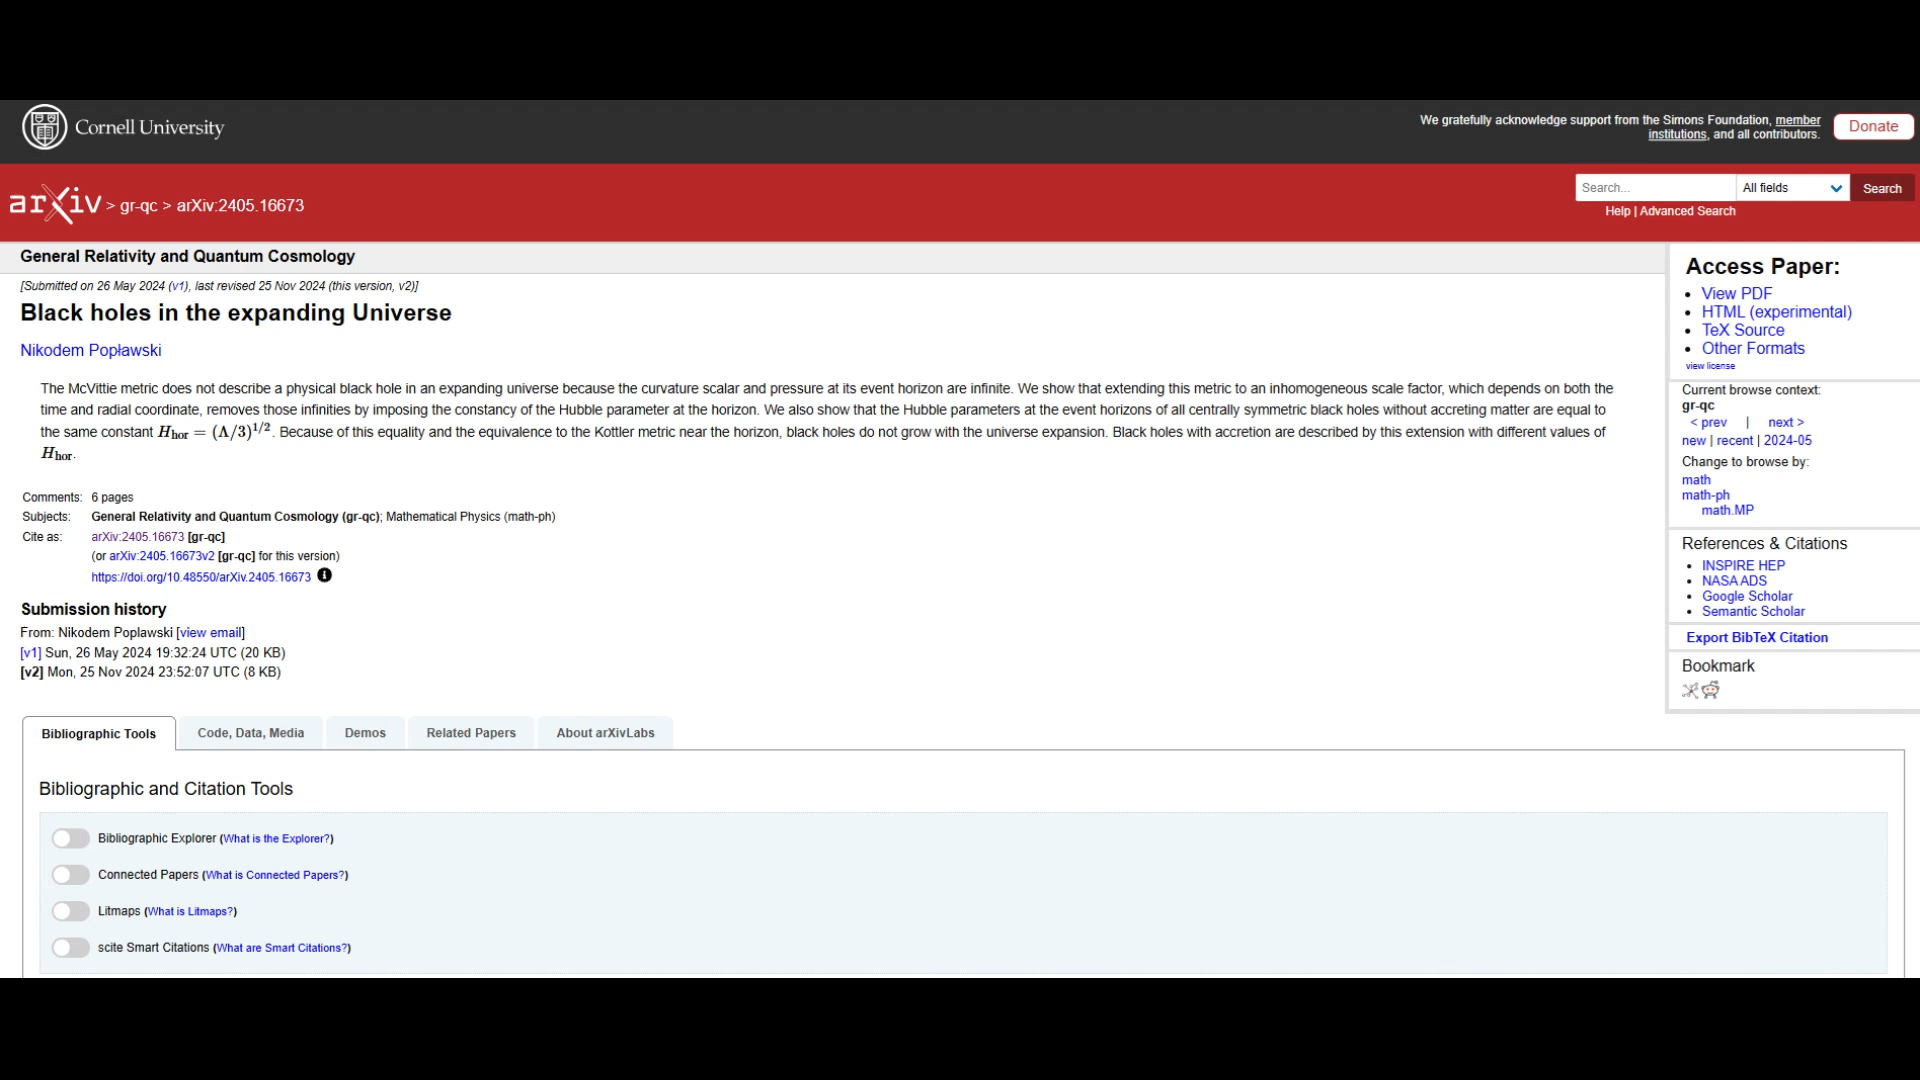 Cornell University
We gratefully acknowledge support from the Simons Foundation, member
institutions, and all contributors.
Donate
arXiv > gr-qc > arXiv:2405.16673
Search...
All fields
Search
Help | Advanced Search
General Relativity and Quantum Cosmology
[Submitted on 26 May 2024 (v1), last revised 25 Nov 2024 (this version, v2)]
Black holes in the expanding Universe
Nikodem Popławski
The McVittie metric does not describe a physical black hole in an expanding universe because the curvature scalar and pressure at its event horizon are infinite. We show that extending this metric to an inhomogeneous scale factor, which depends on both the
time and radial coordinate, removes those infinities by imposing the constancy of the Hubble parameter at the horizon. We also show that the Hubble parameters at the event horizons of all centrally symmetric black holes without accreting matter are equal to
the same constant H_hor = (Λ/3)^1/2. Because of this equality and the equivalence to the Kottler metric near the horizon, black holes do not grow with the universe expansion. Black holes with accretion are described by this extension with different values of
H_hor.
Comments: 6 pages
Subjects: General Relativity and Quantum Cosmology (gr-qc); Mathematical Physics (math-ph)
Cite as: arXiv:2405.16673 [gr-qc]
(or arXiv:2405.16673v2 [gr-qc] for this version)
https://doi.org/10.48550/arXiv.2405.16673
Submission history
From: Nikodem Poplawski [view email]
[v1] Sun, 26 May 2024 19:32:24 UTC (20 KB)
[v2] Mon, 25 Nov 2024 23:52:07 UTC (8 KB)
Access Paper:
View PDF
HTML (experimental)
TeX Source
Other Formats
view license
Current browse context:
gr-qc
< prev | next >
new | recent | 2024-05
Change to browse by:
math
math-ph
math.MP
References & Citations
INSPIRE HEP
NASA ADS
Google Scholar
Semantic Scholar
Export BibTeX Citation
Bookmark
Bibliographic Tools
Code, Data, Media
Demos
Related Papers
About arXivLabs
Bibliographic and Citation Tools
Bibliographic Explorer (What is the Explorer?)
Connected Papers (What is Connected Papers?)
Litmaps (What is Litmaps?)
scite Smart Citations (What are Smart Citations?)